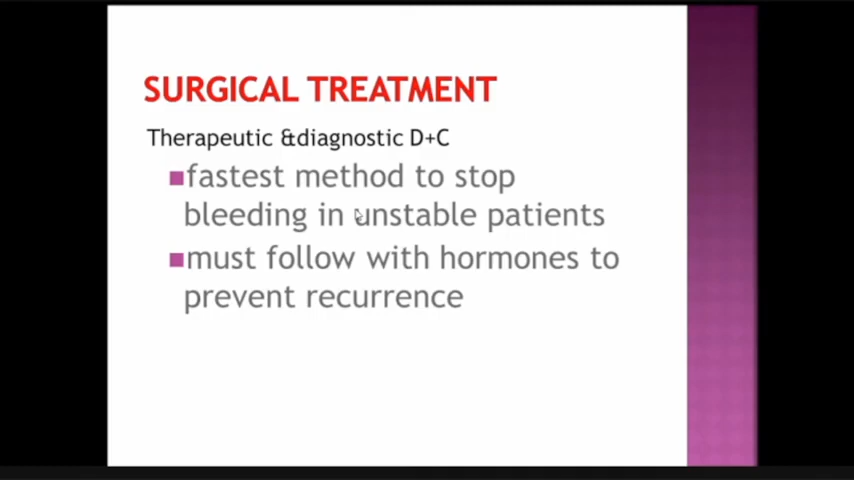 SURGICAL TREATMENT
Therapeutic &diagnostic D+C
fastest method to stop
bleeding in unstable patients
must follow with hormones to
prevent recurrence